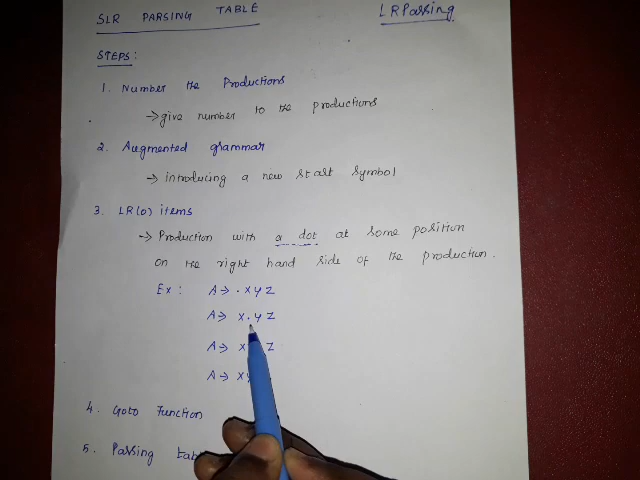 SLR PARSING TABLE
LR Parsing
STEPS:
1. Number the Productions
→ give number to the productions
2. Augmented grammar
→ introducing a new start symbol
3. LR(0) items
→ Production with a dot at some position
on the right hand side of the production.
Ex: A → .XYZ
A → X.YZ
A → X Z
A → XY
4. Goto Function
5. Parsing